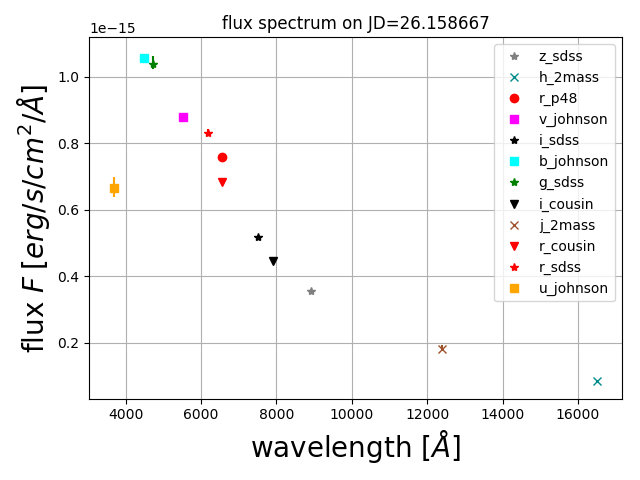 flux spectrum on JD=26.158667
1e−15
flux F [erg/s/cm²/Å]
1.0
0.8
0.6
0.4
0.2
4000 6000 8000 10000 12000 14000 16000
wavelength [Å]
z_sdss
h_2mass
r_p48
v_johnson
i_sdss
b_johnson
g_sdss
i_cousin
j_2mass
r_cousin
r_sdss
u_johnson